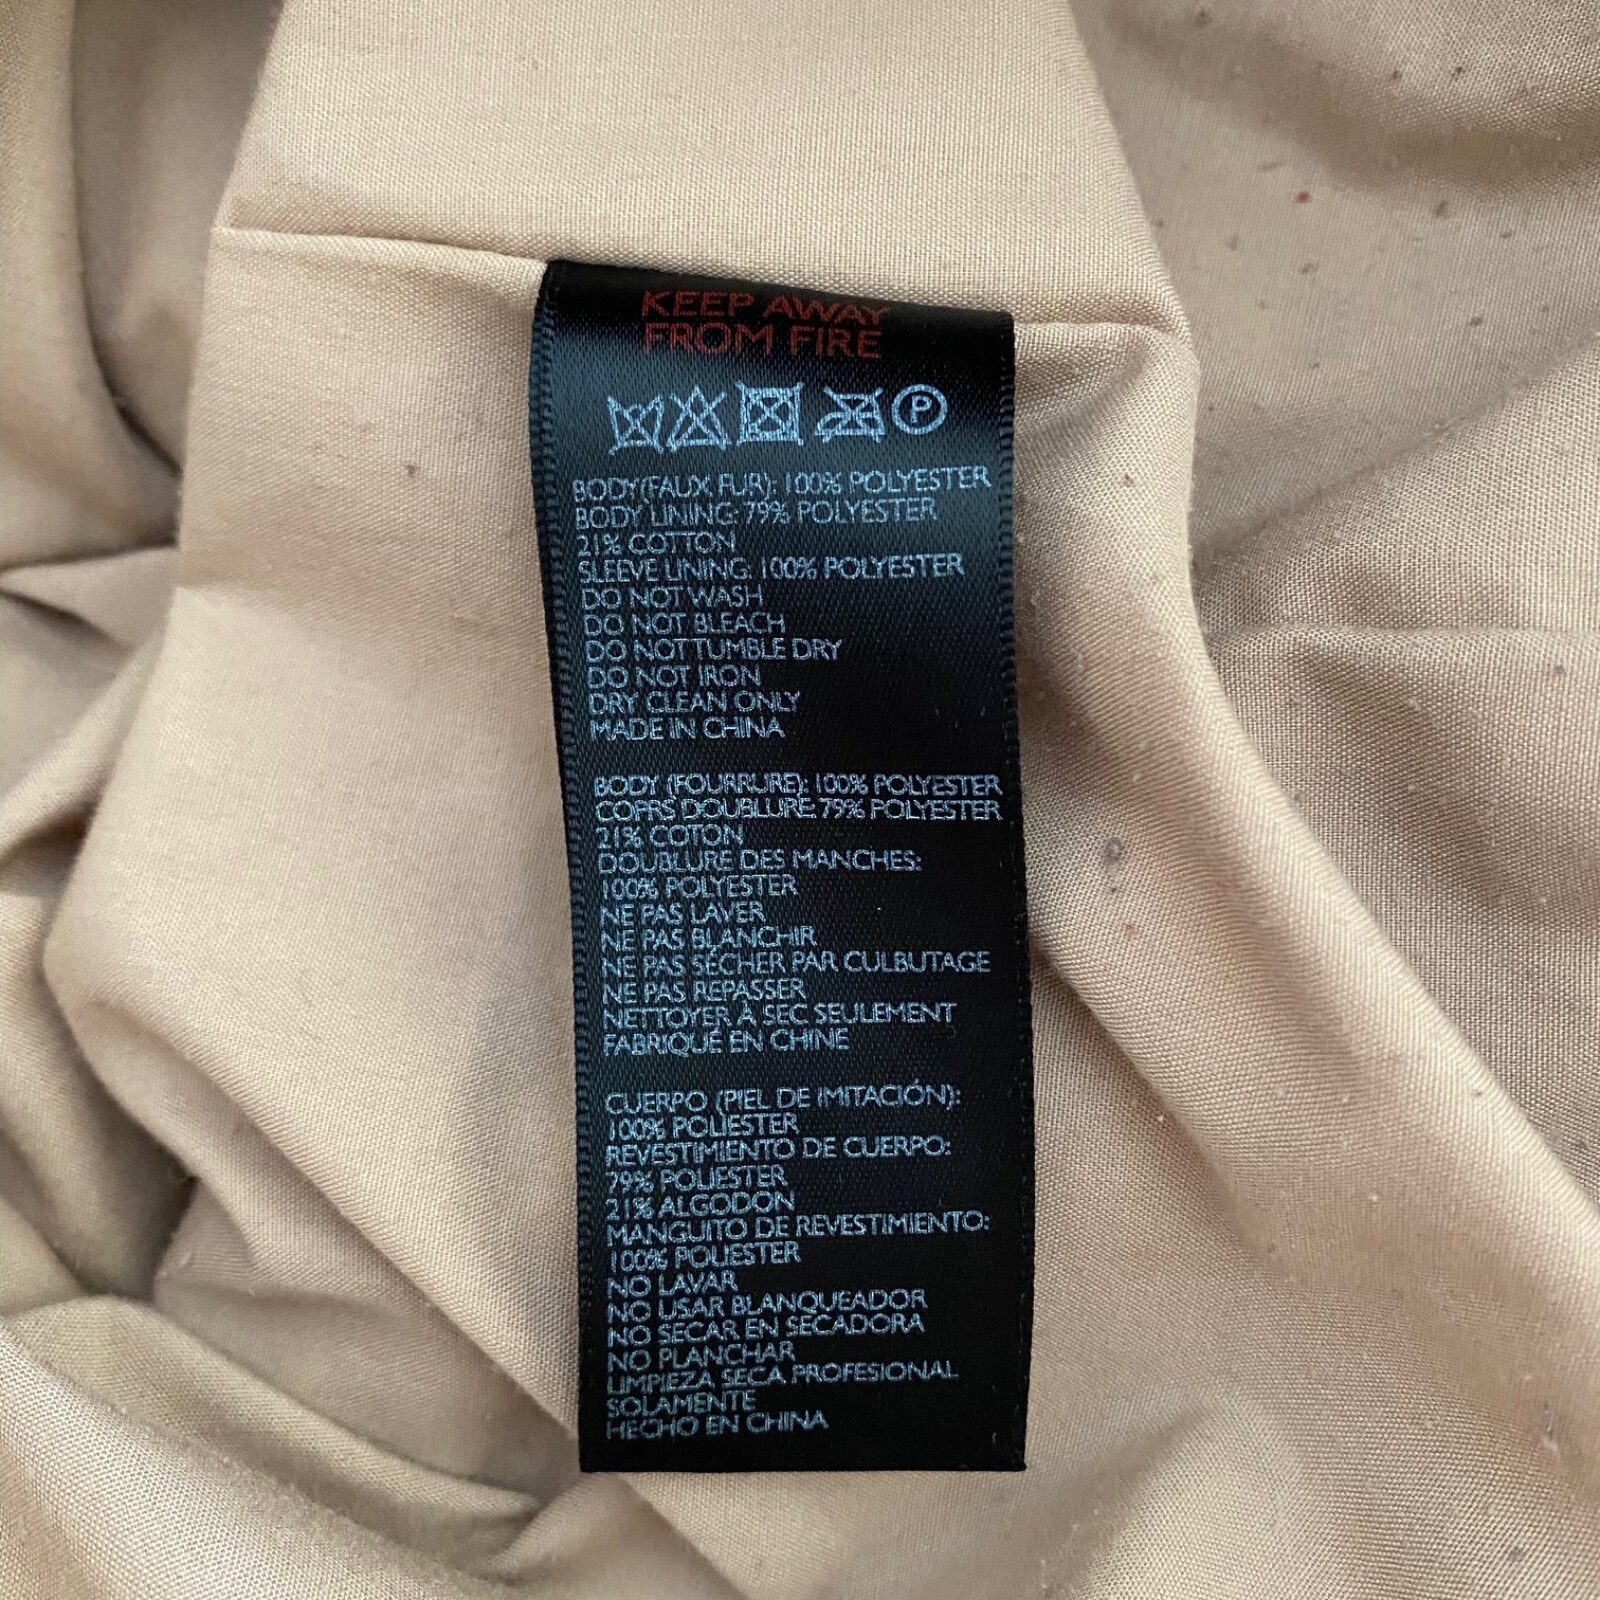 KEEP AWAY
FROM FIRE
P
BODY(FAUX FUR): 100% POLYESTER
BODY LINING: 79% POLYESTER
21% COTTON
SLEEVE LINING: 100% POLYESTER
DO NOT WASH
DO NOT BLEACH
DO NOT TUMBLE DRY
DO NOT IRON
DRY CLEAN ONLY
MADE IN CHINA
BODY (FOURRURE): 100% POLYESTER
COPRS DOUBLURE: 79% POLYESTER
21% COTON
DOUBLURE DES MANCHES:
100% POLYESTER
NE PAS LAVER
NE PAS BLANCHIR
NE PAS SÉCHER PAR CULBUTAGE
NE PAS REPASSER
NETTOYER À SEC SEULEMENT
FABRIQUE EN CHINE
CUERPO (PIEL DE IMITACIÓN):
100% POLIESTER
REVESTIMIENTO DE CUERPO:
79% POLIESTER
21% ALGODON
MANGUITO DE REVESTIMIENTO:
100% POLIESTER
NO LAVAR
NO USAR BLANQUEADOR
NO SECAR EN SECADORA
NO PLANCHAR
LIMPIEZA SECA PROFESIONAL
SOLAMENTE
HECHO EN CHINA